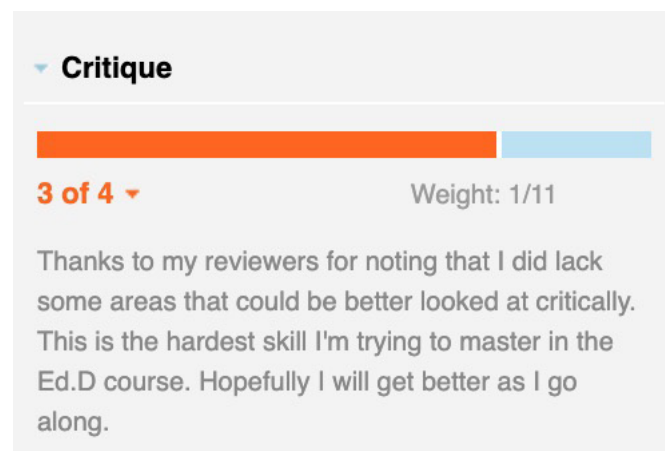 Critique
3 of 4
Weight: 1/11
Thanks to my reviewers for noting that I did lack
some areas that could be better looked at critically.
This is the hardest skill I'm trying to master in the
Ed.D course. Hopefully I will get better as I go
along.